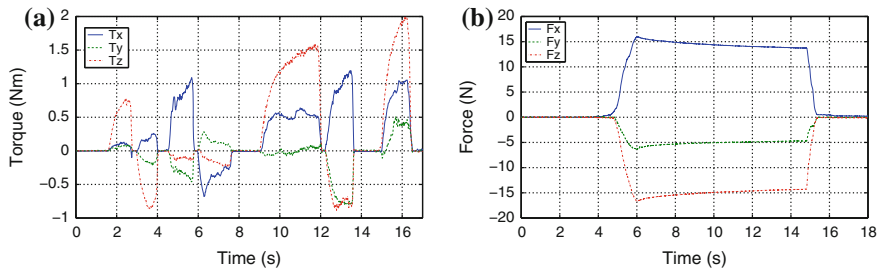 (a)
Torque (Nm)
2
1.5
1
0.5
0
−0.5
−1
Tx
Ty
Tz
0 2 4 6 8 10 12 14 16
Time (s)
(b)
Force (N)
20
15
10
5
0
−5
−10
−15
−20
Fx
Fy
Fz
0 2 4 6 8 10 12 14 16 18
Time (s)